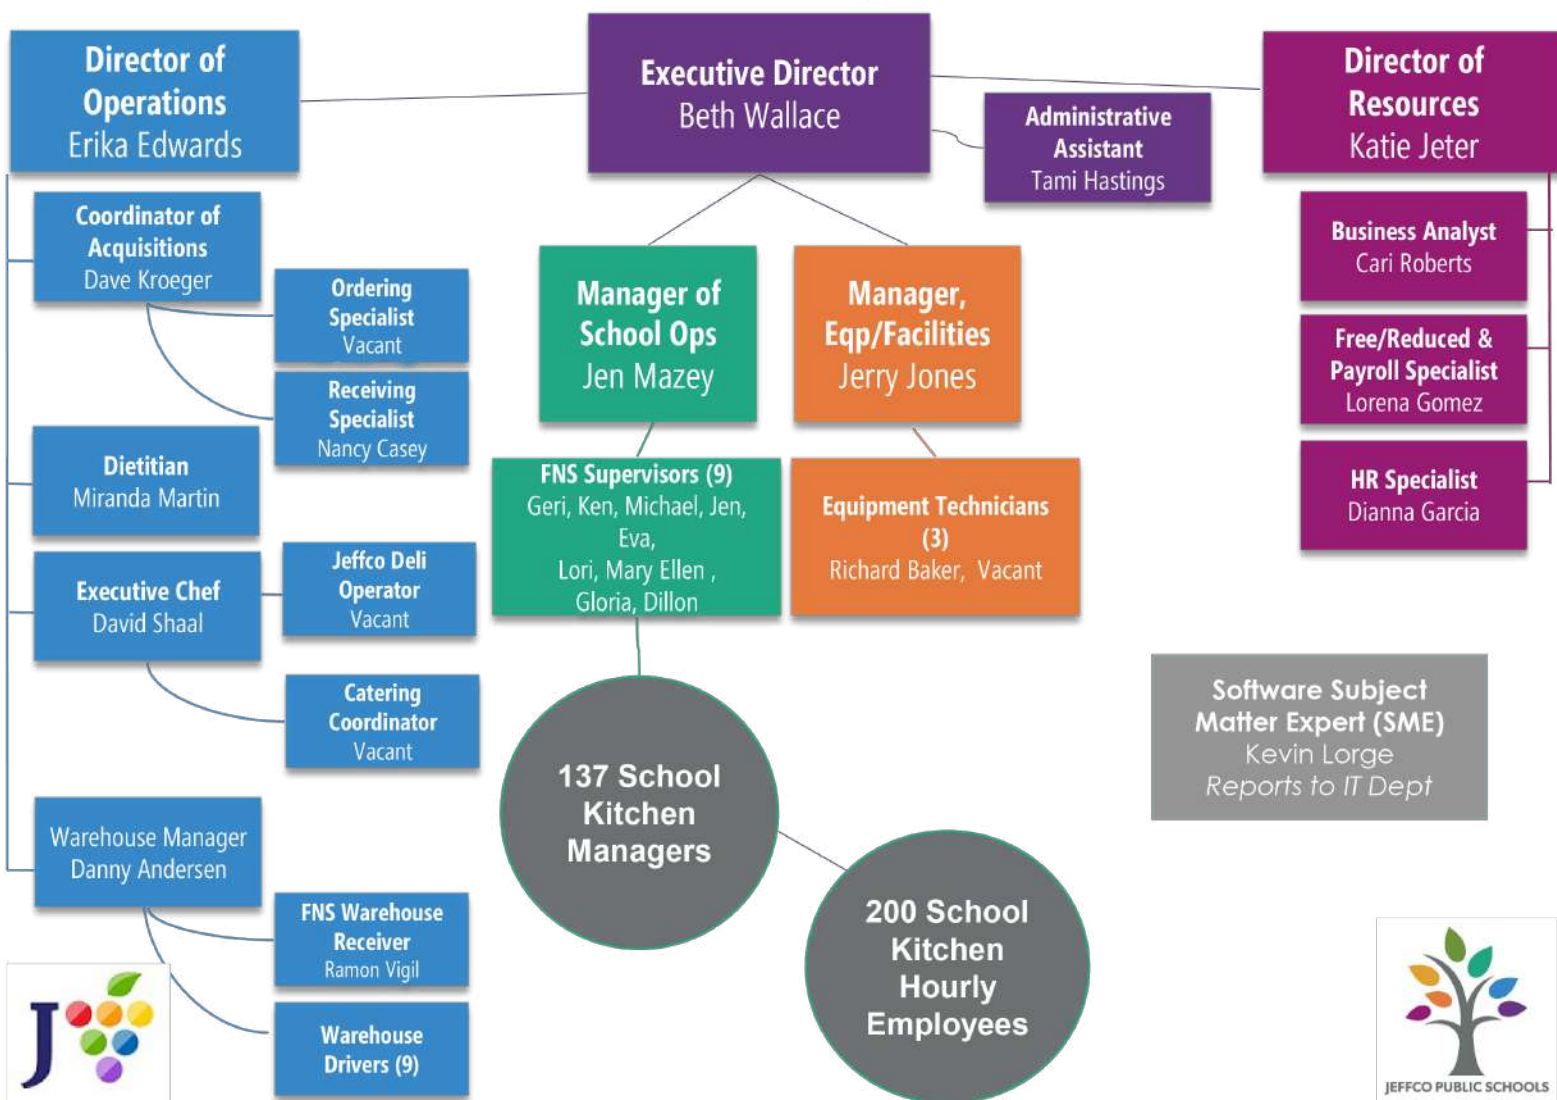 Director of
Operations
Erika Edwards
Executive Director
Beth Wallace
Administrative
Assistant
Tami Hastings
Director of
Resources
Katie Jeter
Coordinator of
Acquisitions
Dave Kroeger
Ordering
Specialist
Vacant
Receiving
Specialist
Nancy Casey
Dietitian
Miranda Martin
Executive Chef
David Shaal
Jeffco Deli
Operator
Vacant
Catering
Coordinator
Vacant
Warehouse Manager
Danny Andersen
FNS Warehouse
Receiver
Ramon Vigil
Warehouse
Drivers (9)
Manager of
School Ops
Jen Mazey
FNS Supervisors (9)
Geri, Ken, Michael, Jen,
Eva,
Lori, Mary Ellen ,
Gloria, Dillon
137 School
Kitchen
Managers
200 School
Kitchen
Hourly
Employees
Manager,
Eqp/Facilities
Jerry Jones
Equipment Technicians
(3)
Richard Baker, Vacant
Business Analyst
Cari Roberts
Free/Reduced &
Payroll Specialist
Lorena Gomez
HR Specialist
Dianna Garcia
Software Subject
Matter Expert (SME)
Kevin Lorge
Reports to IT Dept
J
JEFFCO PUBLIC SCHOOLS